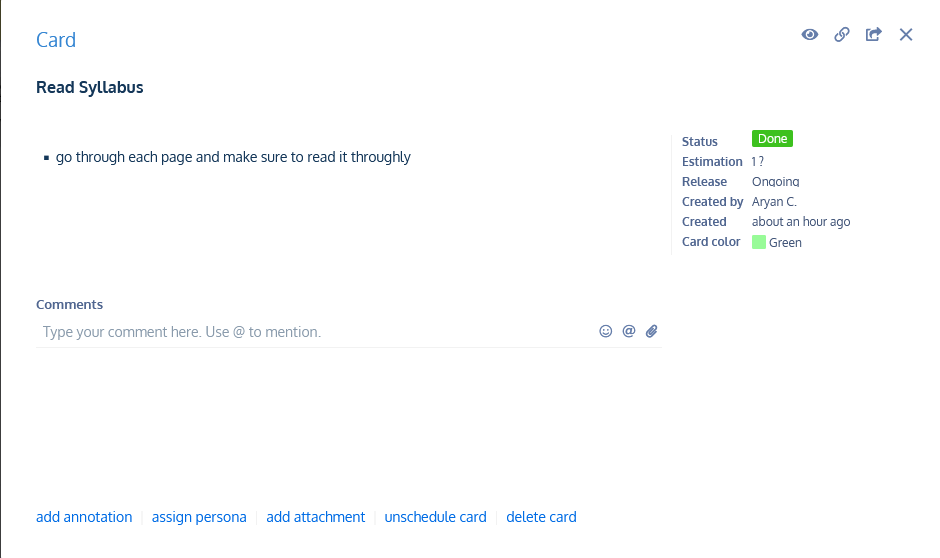 Card
Read Syllabus
▪ go through each page and make sure to read it throughly
Status Done
Estimation 1 ?
Release Ongoing
Created by Aryan C.
Created about an hour ago
Card color Green
Comments
Type your comment here. Use @ to mention.
add annotation | assign persona | add attachment | unschedule card | delete card